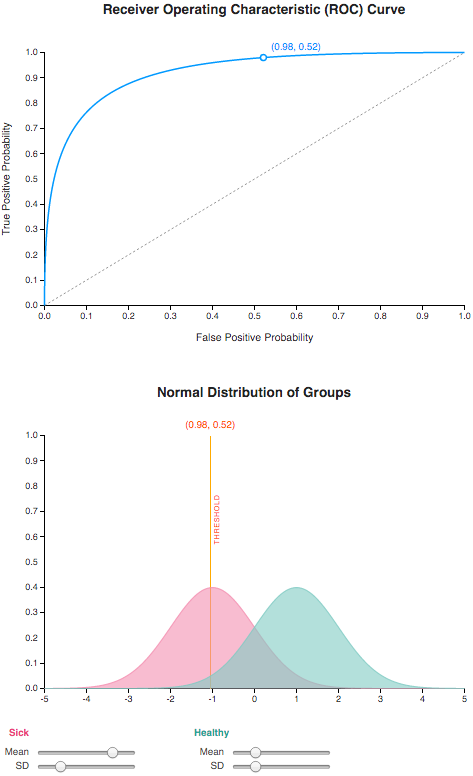 Receiver Operating Characteristic (ROC) Curve
(0.98, 0.52)
True Positive Probability
1.0
0.9
0.8
0.7
0.6
0.5
0.4
0.3
0.2
0.1
0.0
0.0 0.1 0.2 0.3 0.4 0.5 0.6 0.7 0.8 0.9 1.0
False Positive Probability
Normal Distribution of Groups
(0.98, 0.52)
1.0
0.9
0.8
0.7
0.6
0.5
0.4
0.3
0.2
0.1
0.0
THRESHOLD
-5 -4 -3 -2 -1 0 1 2 3 4 5
Sick
Mean
SD
Healthy
Mean
SD